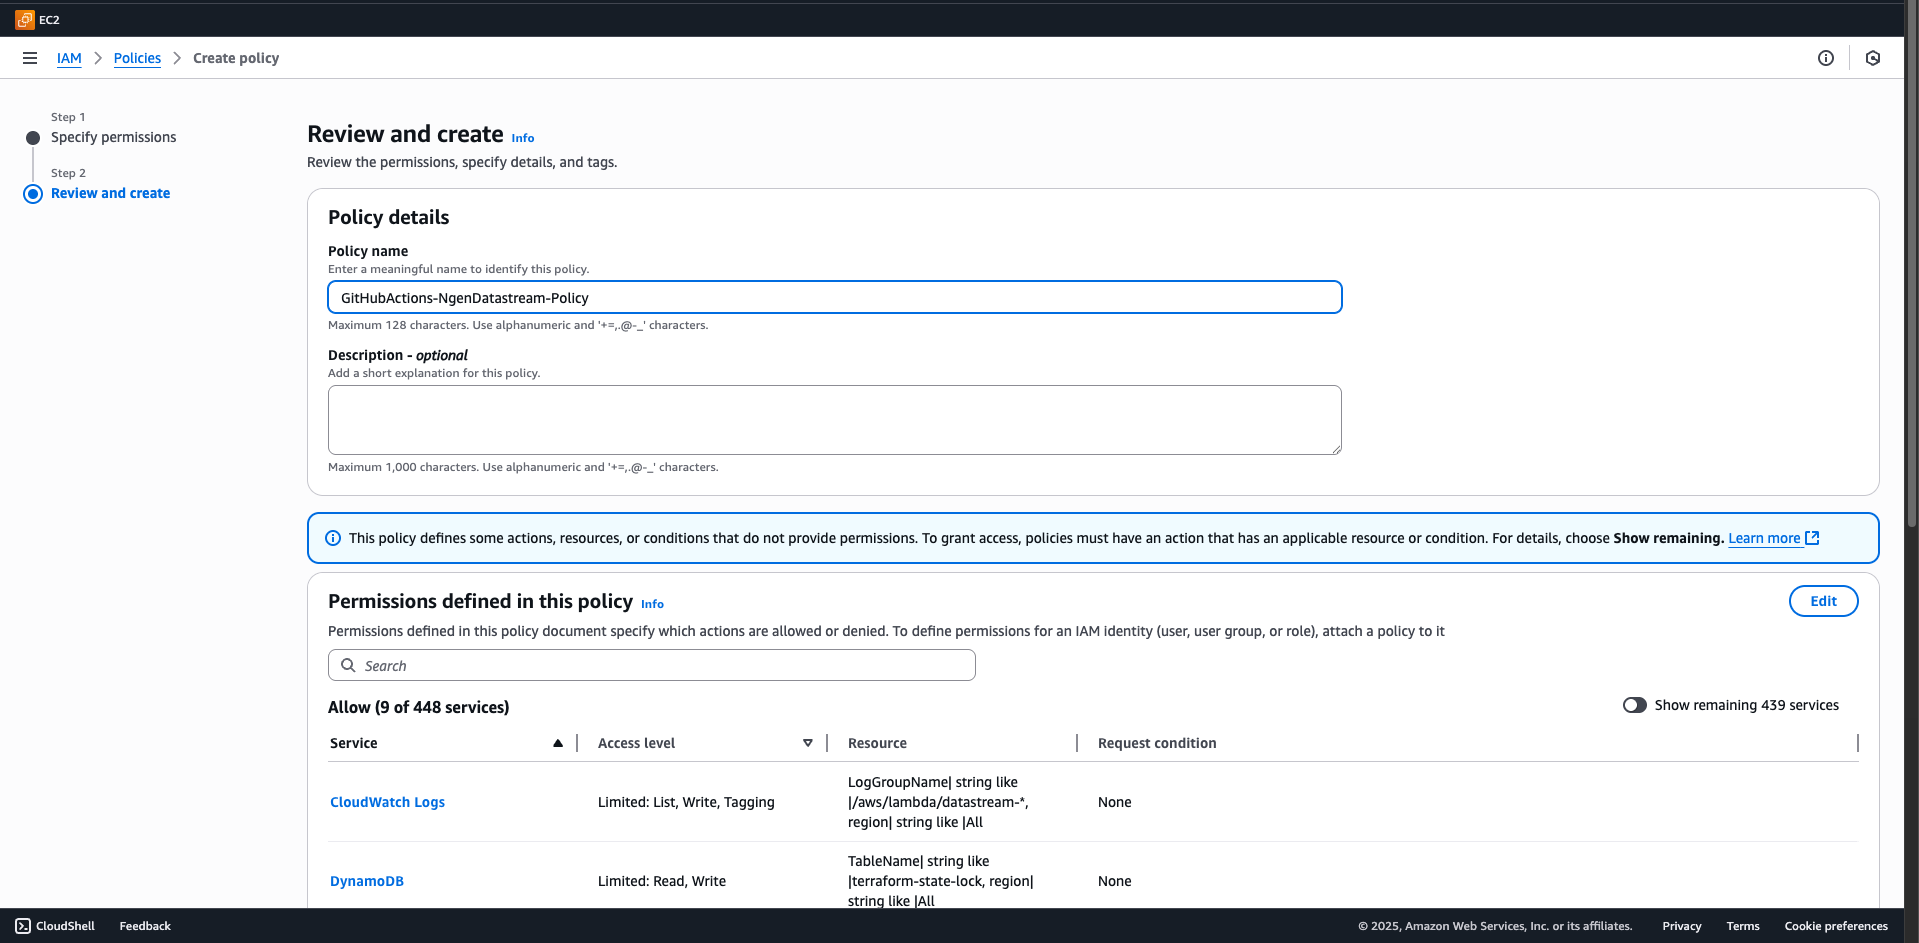 EC2
IAM
Policies
Create policy
Step 1
Specify permissions
Step 2
Review and create
Review and create Info
Review the permissions, specify details, and tags.
Policy details
Policy name
Enter a meaningful name to identify this policy.
GitHubActions-NgenDatastream-Policy
Maximum 128 characters. Use alphanumeric and '+=,.@-_' characters.
Description - optional
Add a short explanation for this policy.
Maximum 1,000 characters. Use alphanumeric and '+=,.@-_' characters.
This policy defines some actions, resources, or conditions that do not provide permissions. To grant access, policies must have an action that has an applicable resource or condition. For details, choose Show remaining. Learn more
Permissions defined in this policy Info
Edit
Permissions defined in this policy document specify which actions are allowed or denied. To define permissions for an IAM identity (user, user group, or role), attach a policy to it
Search
Allow (9 of 448 services)
Show remaining 439 services
Service
Access level
Resource
Request condition
CloudWatch Logs
Limited: List, Write, Tagging
LogGroupName| string like
|/aws/lambda/datastream-*,
region| string like |All
None
DynamoDB
Limited: Read, Write
TableName| string like
|terraform-state-lock, region|
string like |All
None
CloudShell
Feedback
© 2025, Amazon Web Services, Inc. or its affiliates.
Privacy
Terms
Cookie preferences